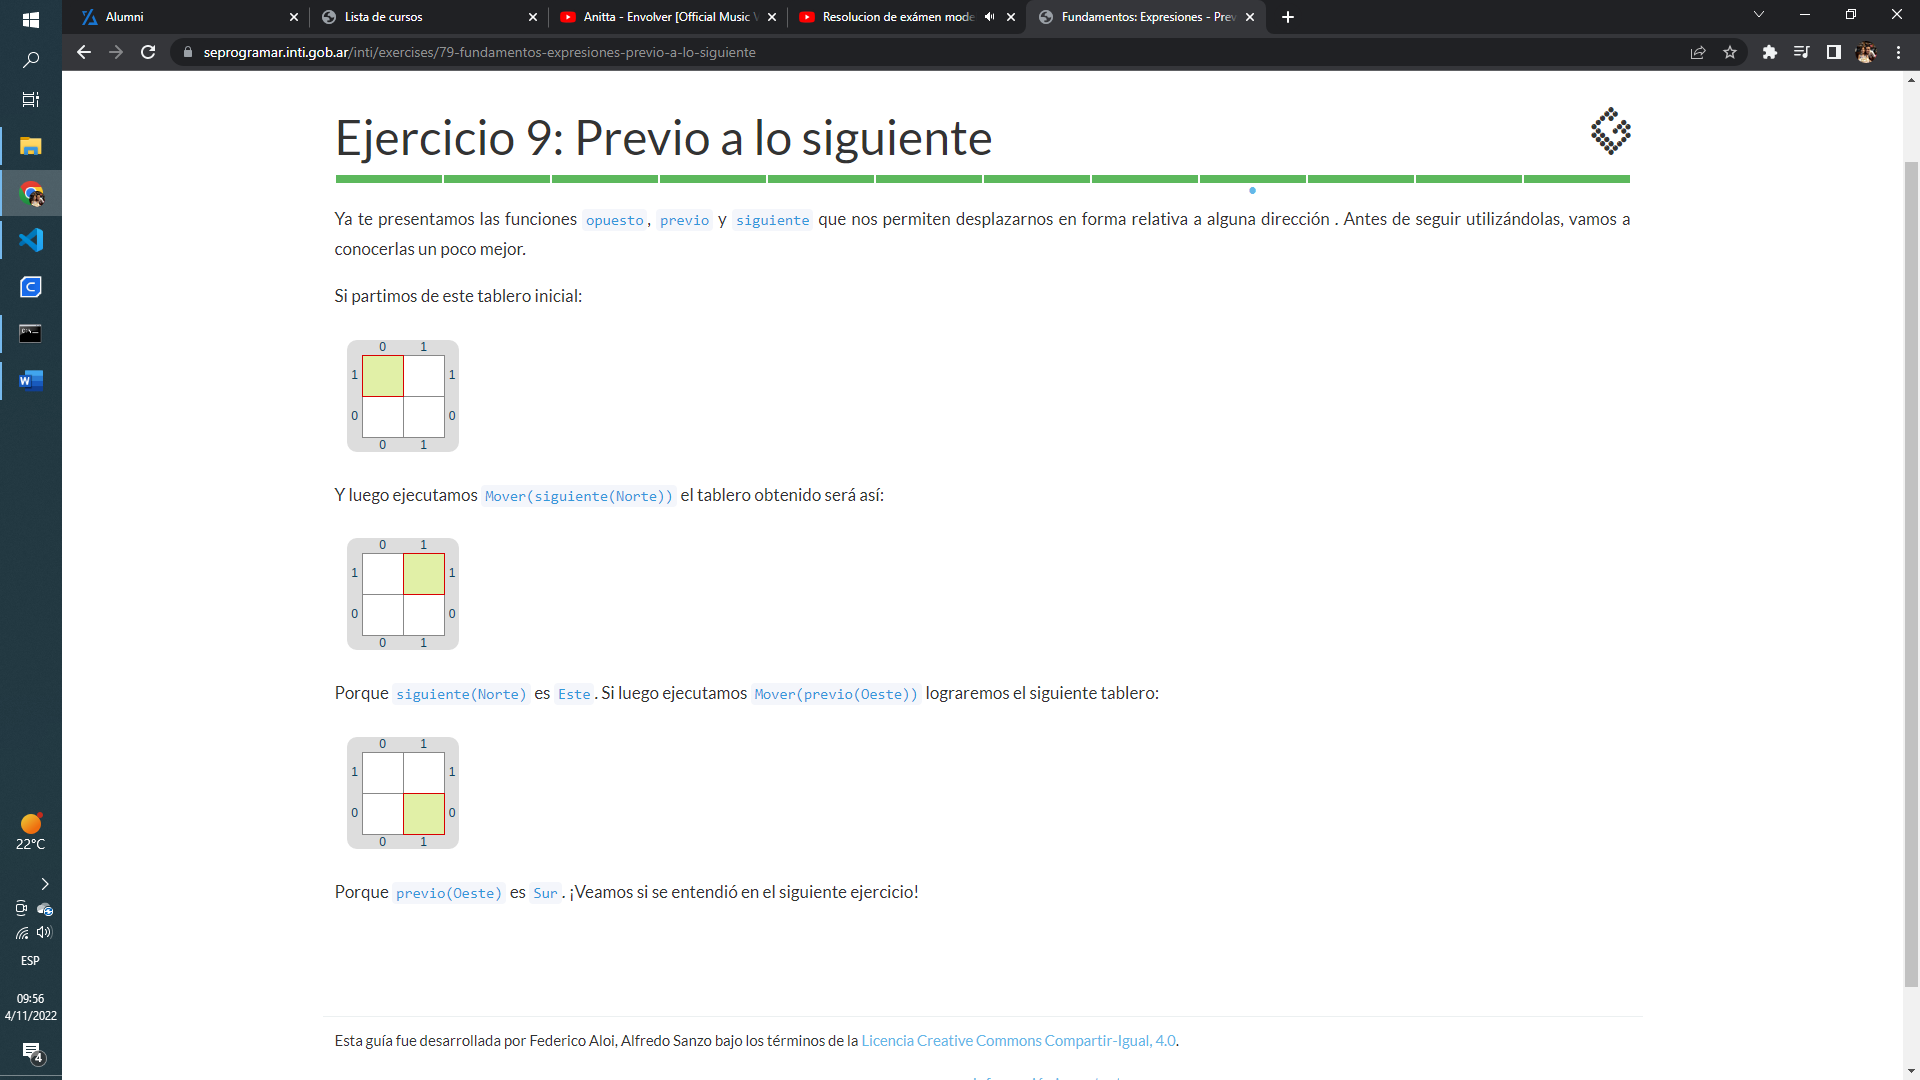 Alumni
Lista de cursos
Anitta - Envolver [Official Music V
Resolucion de exámen mode
Fundamentos: Expresiones - Prev
seprogramar.inti.gob.ar/inti/exercises/79-fundamentos-expresiones-previo-a-lo-siguiente
Ejercicio 9: Previo a lo siguiente
Ya te presentamos las funciones opuesto, previo y siguiente que nos permiten desplazarnos en forma relativa a alguna dirección . Antes de seguir utilizándolas, vamos a
conocerlas un poco mejor.
Si partimos de este tablero inicial:
0 1
1 1
0 0
0 1
Y luego ejecutamos Mover(siguiente(Norte)) el tablero obtenido será así:
0 1
1 1
0 0
0 1
Porque siguiente(Norte) es Este. Si luego ejecutamos Mover(previo(Oeste)) lograremos el siguiente tablero:
0 1
1 1
0 0
0 1
Porque previo(Oeste) es Sur. ¡Veamos si se entendió en el siguiente ejercicio!
Esta guía fue desarrollada por Federico Aloi, Alfredo Sanzo bajo los términos de la Licencia Creative Commons Compartir-Igual, 4.0.
22°C
ESP
09:56
4/11/2022
4